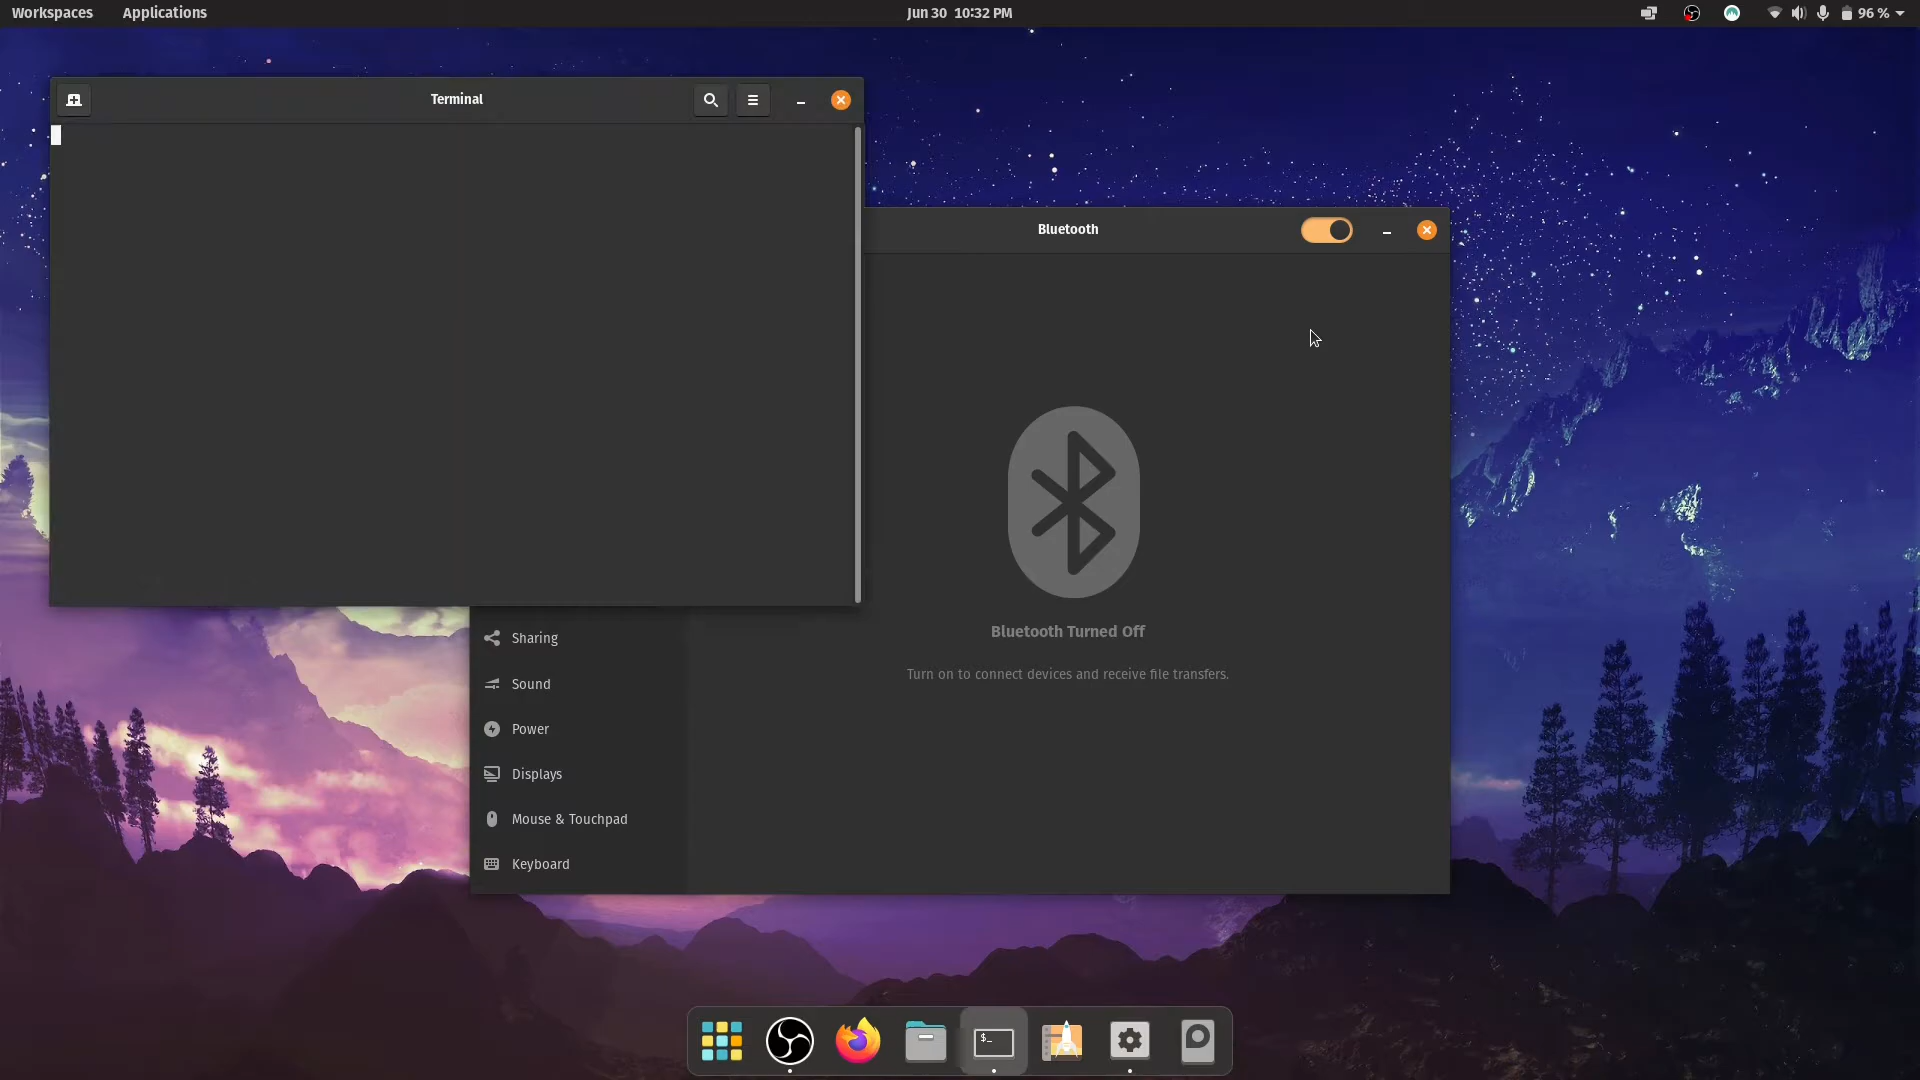 Workspaces Applications Jun 30 10:32 PM 96 %
Terminal
Bluetooth
Bluetooth Turned Off
Turn on to connect devices and receive file transfers.
Sharing
Sound
Power
Displays
Mouse & Touchpad
Keyboard
$_